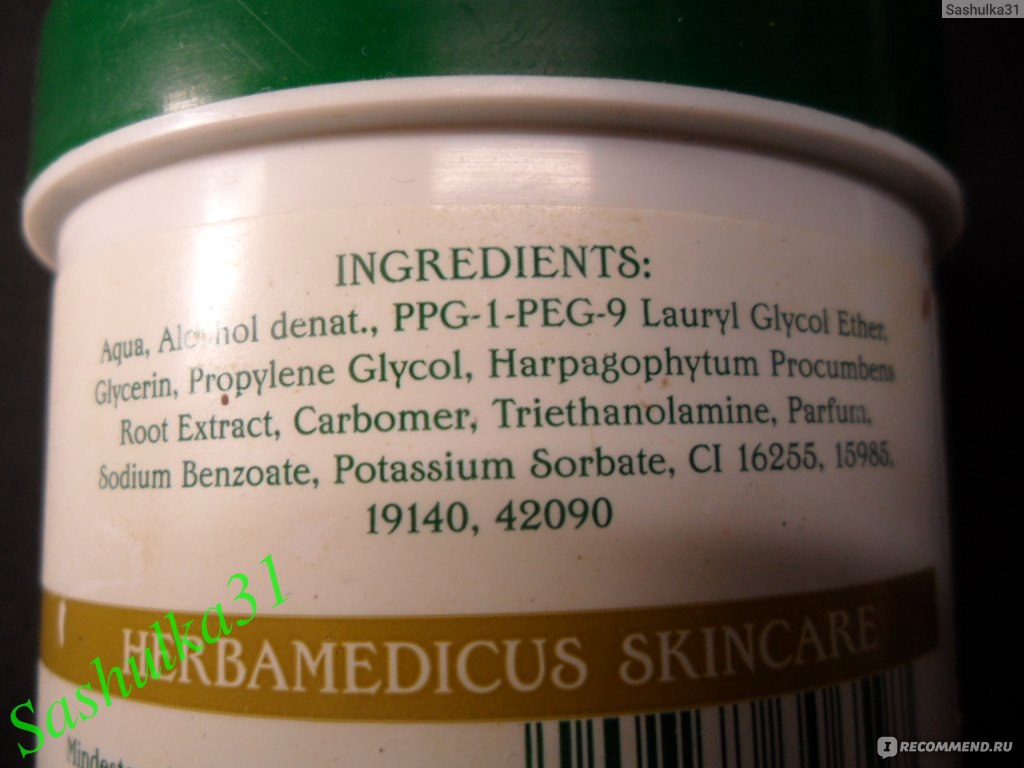 Sashulka31
INGREDIENTS:
Aqua, Alcohol denat., PPG-1-PEG-9 Lauryl Glycol Ether,
Glycerin, Propylene Glycol, Harpagophytum Procumbens
Root Extract, Carbomer, Triethanolamine, Parfum,
Sodium Benzoate, Potassium Sorbate, CI 16255, 15985,
19140, 42090
HERBAMEDICUS SKINCARE
Sashulka31
I RECOMMEND.RU